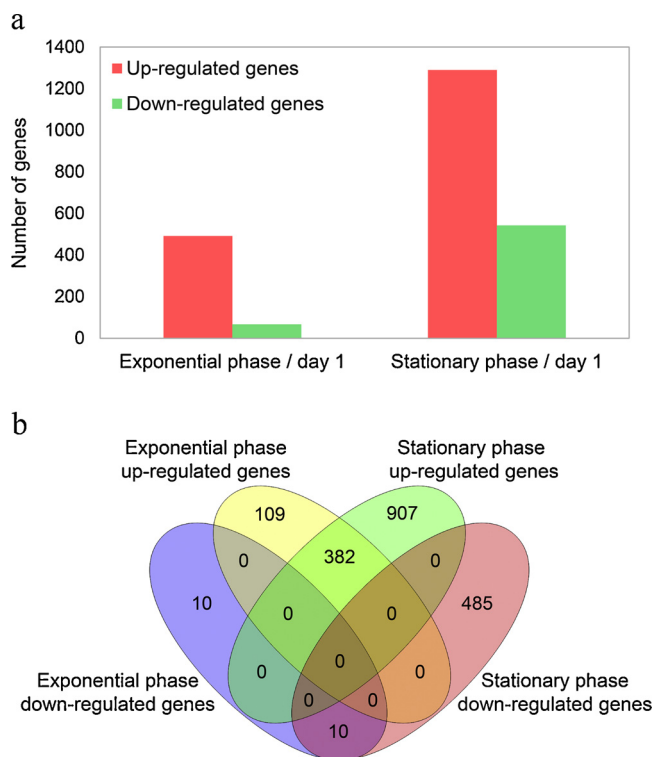 a
1400
1200
1000
800
600
400
200
0
Number of genes
Up-regulated genes
Down-regulated genes
Exponential phase / day 1
Stationary phase / day 1
b
Exponential phase
up-regulated genes
Stationary phase
up-regulated genes
109
907
0
382
0
10
0
0
485
0
0
0
0
0
10
Exponential phase
down-regulated genes
Stationary phase
down-regulated genes